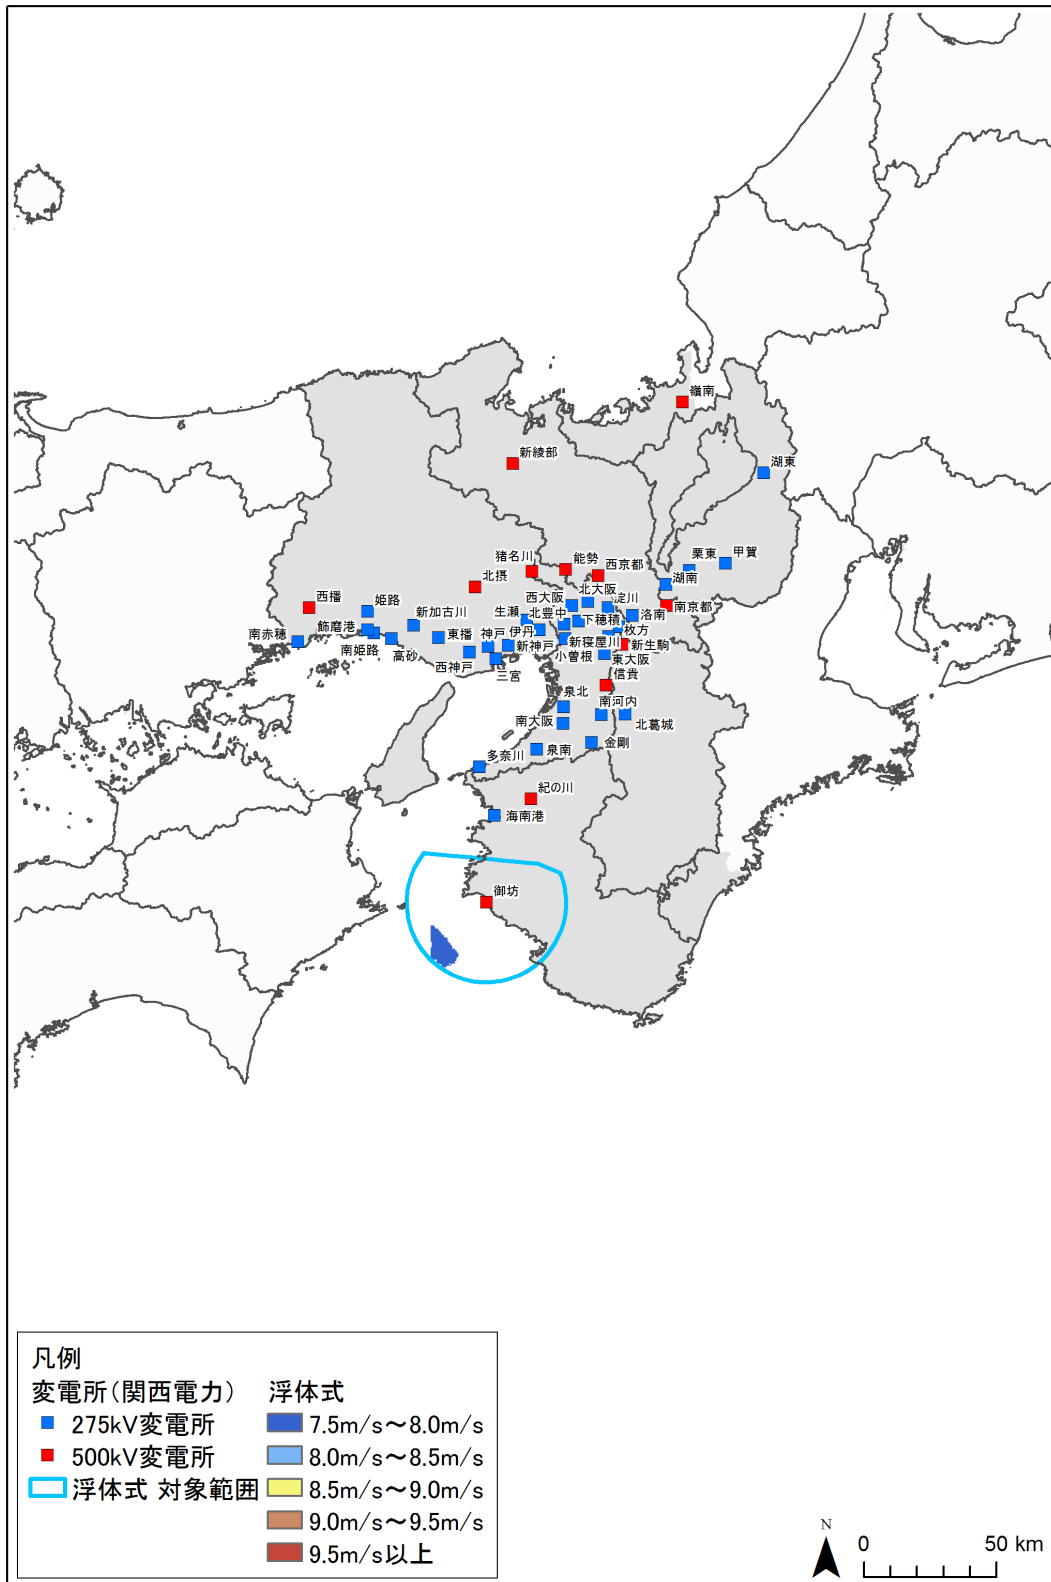 嶺南
新綾部
湖東
猪名川
能勢
西京都
栗東
甲賀
北摂
湖南
西播
姫路
西大阪
北大阪
淀川
南京都
新加古川
生瀬
北豊中
下穂積
洛南
飾磨港
枚方
南赤穂
東播
神戸
伊丹
新神戸
新寝屋川
新生駒
南姫路
高砂
小曽根
東大阪
西神戸
三宮
信貴
泉北
南河内
南大阪
北葛城
金剛
多奈川
泉南
紀の川
海南港
御坊
凡例
変電所(関西電力) 浮体式
275kV変電所 7.5m/s~8.0m/s
500kV変電所 8.0m/s~8.5m/s
浮体式 対象範囲 8.5m/s~9.0m/s
9.0m/s~9.5m/s
9.5m/s以上
N
0 50 km